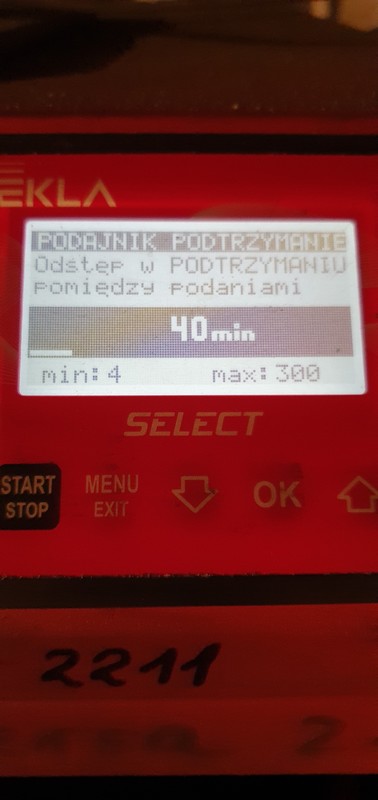 EKLA
PODAJNIK PODTRZYMANIE
Odstęp w PODTRZYMANIU
pomiędzy podaniami
40min
min:4 max:300
SELECT
START STOP
MENU EXIT
OK
2211